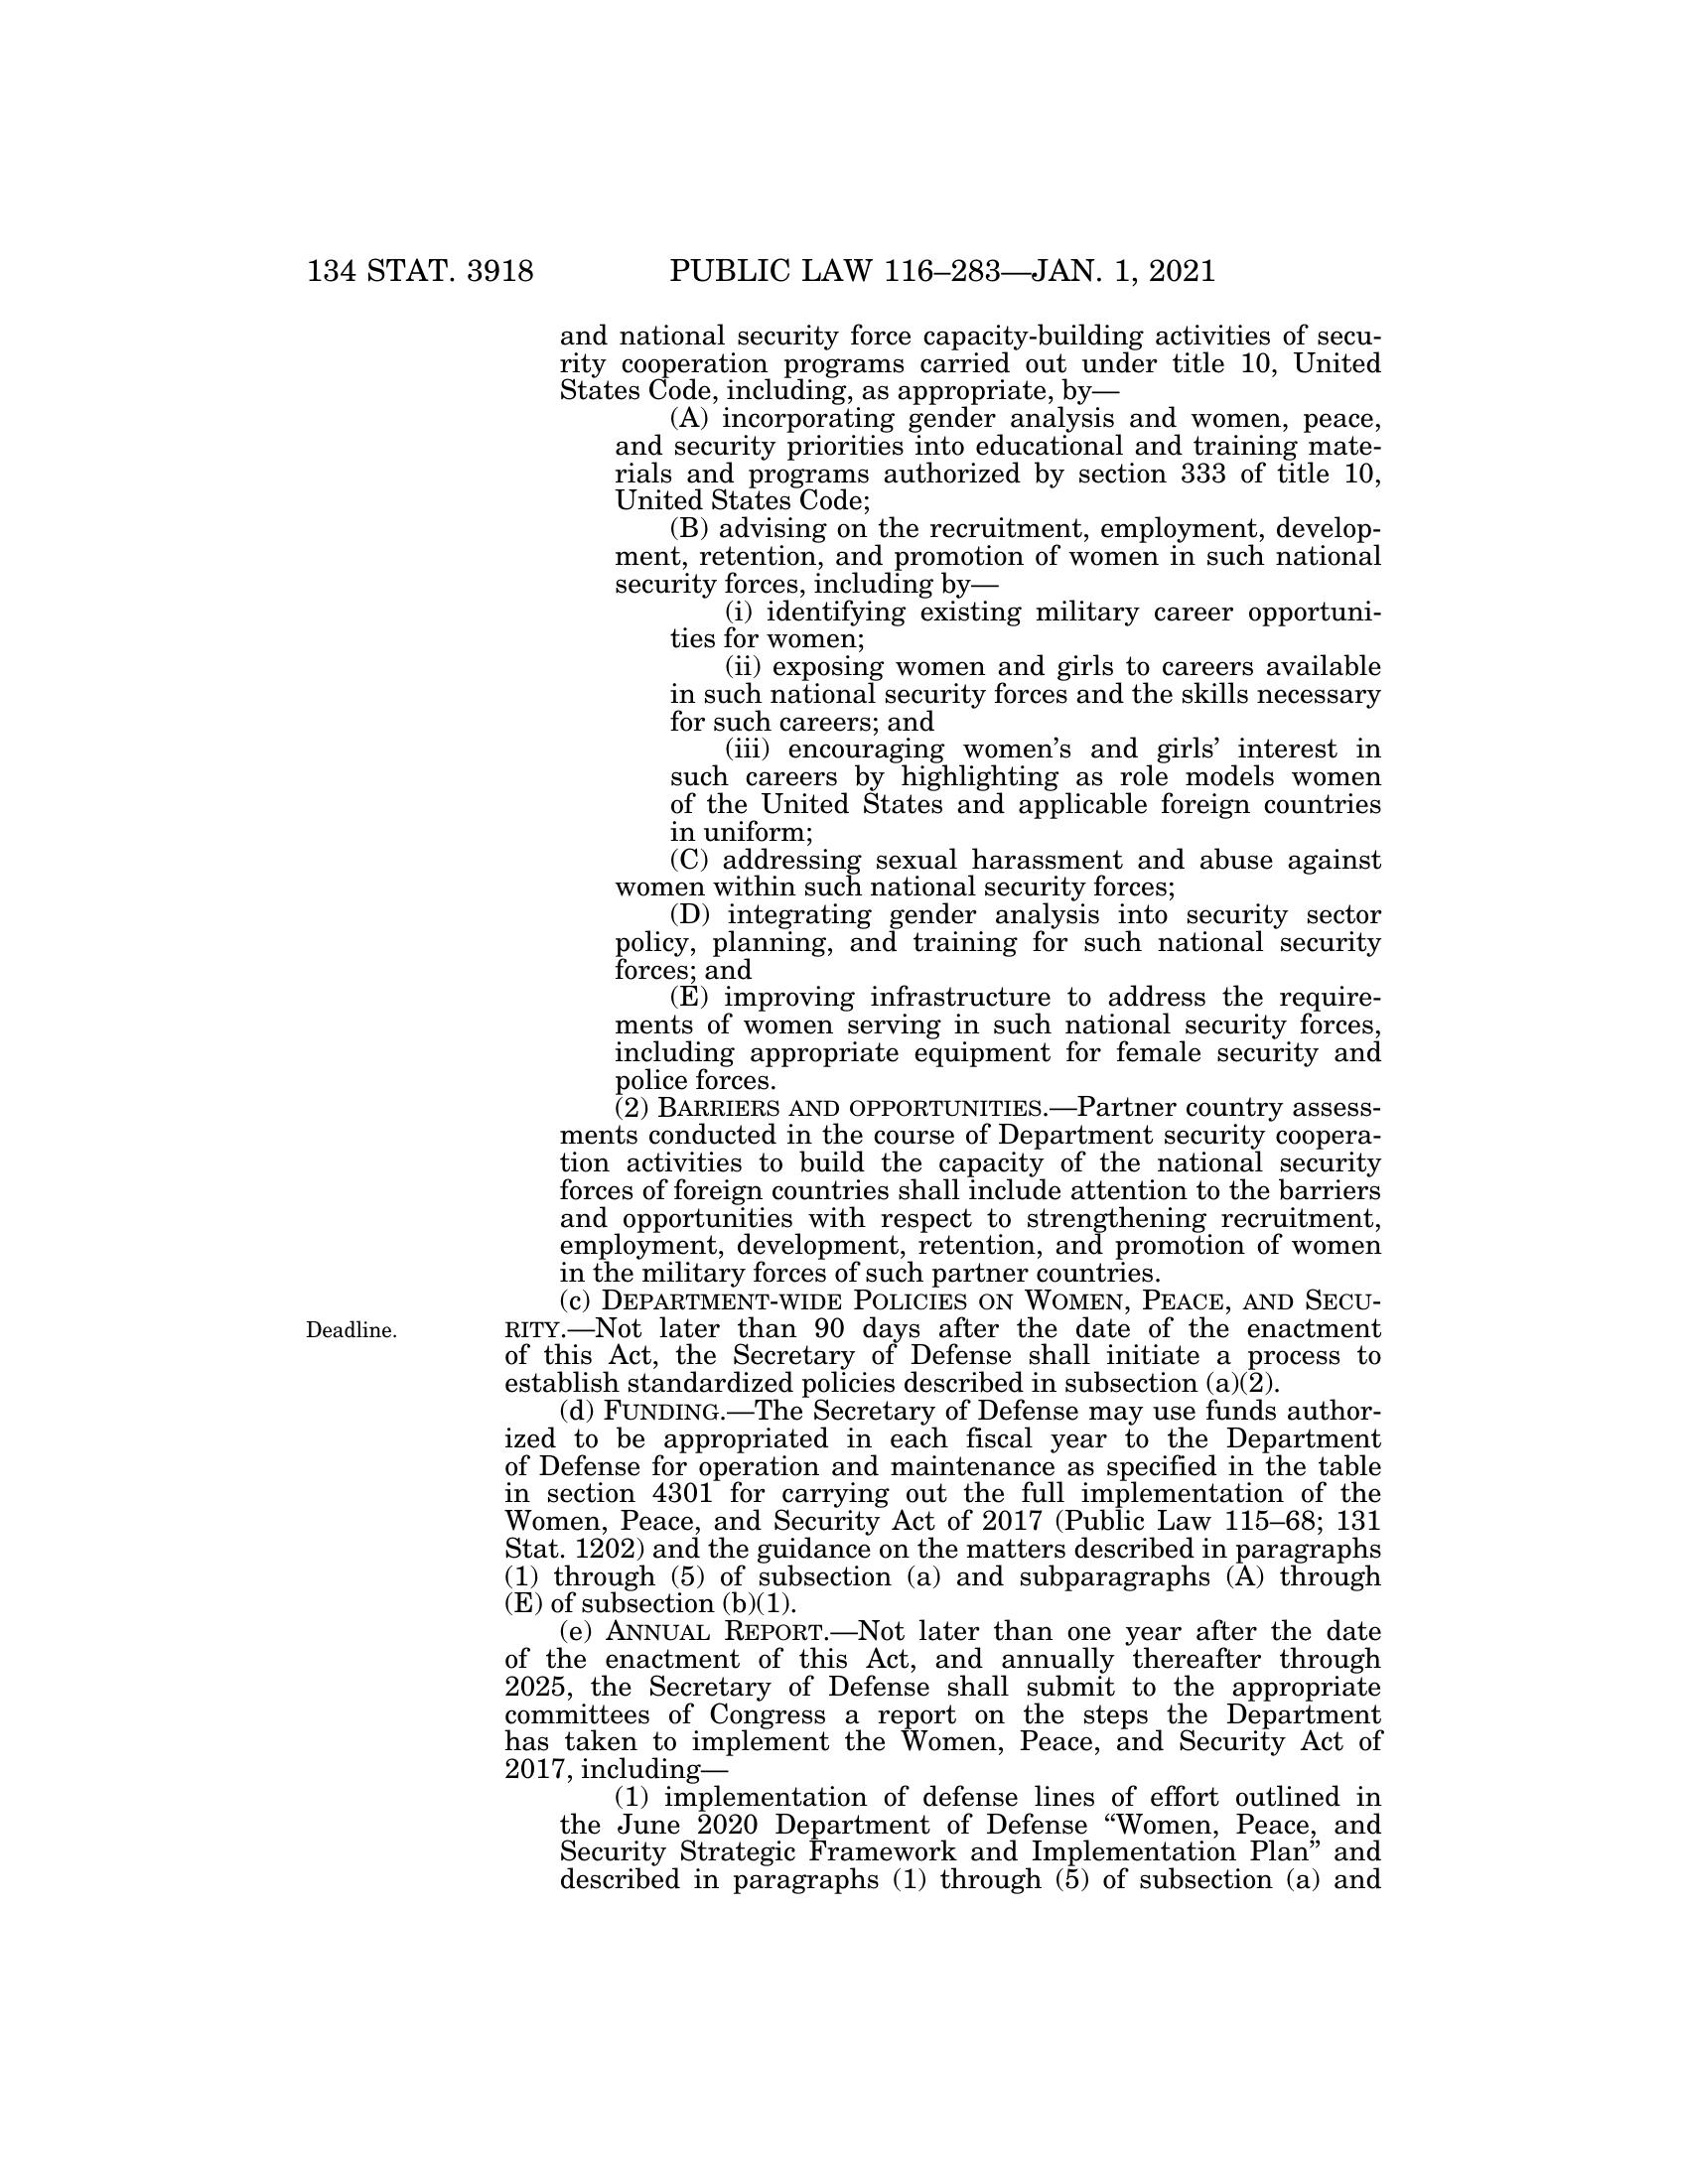 134 STAT. 3918 PUBLIC LAW 116–283—JAN. 1, 2021
and national security force capacity-building activities of secu-
rity cooperation programs carried out under title 10, United
States Code, including, as appropriate, by—
(A) incorporating gender analysis and women, peace,
and security priorities into educational and training mate-
rials and programs authorized by section 333 of title 10,
United States Code;
(B) advising on the recruitment, employment, develop-
ment, retention, and promotion of women in such national
security forces, including by—
(i) identifying existing military career opportuni-
ties for women;
(ii) exposing women and girls to careers available
in such national security forces and the skills necessary
for such careers; and
(iii) encouraging women’s and girls’ interest in
such careers by highlighting as role models women
of the United States and applicable foreign countries
in uniform;
(C) addressing sexual harassment and abuse against
women within such national security forces;
(D) integrating gender analysis into security sector
policy, planning, and training for such national security
forces; and
(E) improving infrastructure to address the require-
ments of women serving in such national security forces,
including appropriate equipment for female security and
police forces.
(2) BARRIERS AND OPPORTUNITIES.—Partner country assess-
ments conducted in the course of Department security coopera-
tion activities to build the capacity of the national security
forces of foreign countries shall include attention to the barriers
and opportunities with respect to strengthening recruitment,
employment, development, retention, and promotion of women
in the military forces of such partner countries.
(c) DEPARTMENT-WIDE POLICIES ON WOMEN, PEACE, AND SECU-
Deadline. RITY.—Not later than 90 days after the date of the enactment
of this Act, the Secretary of Defense shall initiate a process to
establish standardized policies described in subsection (a)(2).
(d) FUNDING.—The Secretary of Defense may use funds author-
ized to be appropriated in each fiscal year to the Department
of Defense for operation and maintenance as specified in the table
in section 4301 for carrying out the full implementation of the
Women, Peace, and Security Act of 2017 (Public Law 115–68; 131
Stat. 1202) and the guidance on the matters described in paragraphs
(1) through (5) of subsection (a) and subparagraphs (A) through
(E) of subsection (b)(1).
(e) ANNUAL REPORT.—Not later than one year after the date
of the enactment of this Act, and annually thereafter through
2025, the Secretary of Defense shall submit to the appropriate
committees of Congress a report on the steps the Department
has taken to implement the Women, Peace, and Security Act of
2017, including—
(1) implementation of defense lines of effort outlined in
the June 2020 Department of Defense “Women, Peace, and
Security Strategic Framework and Implementation Plan” and
described in paragraphs (1) through (5) of subsection (a) and